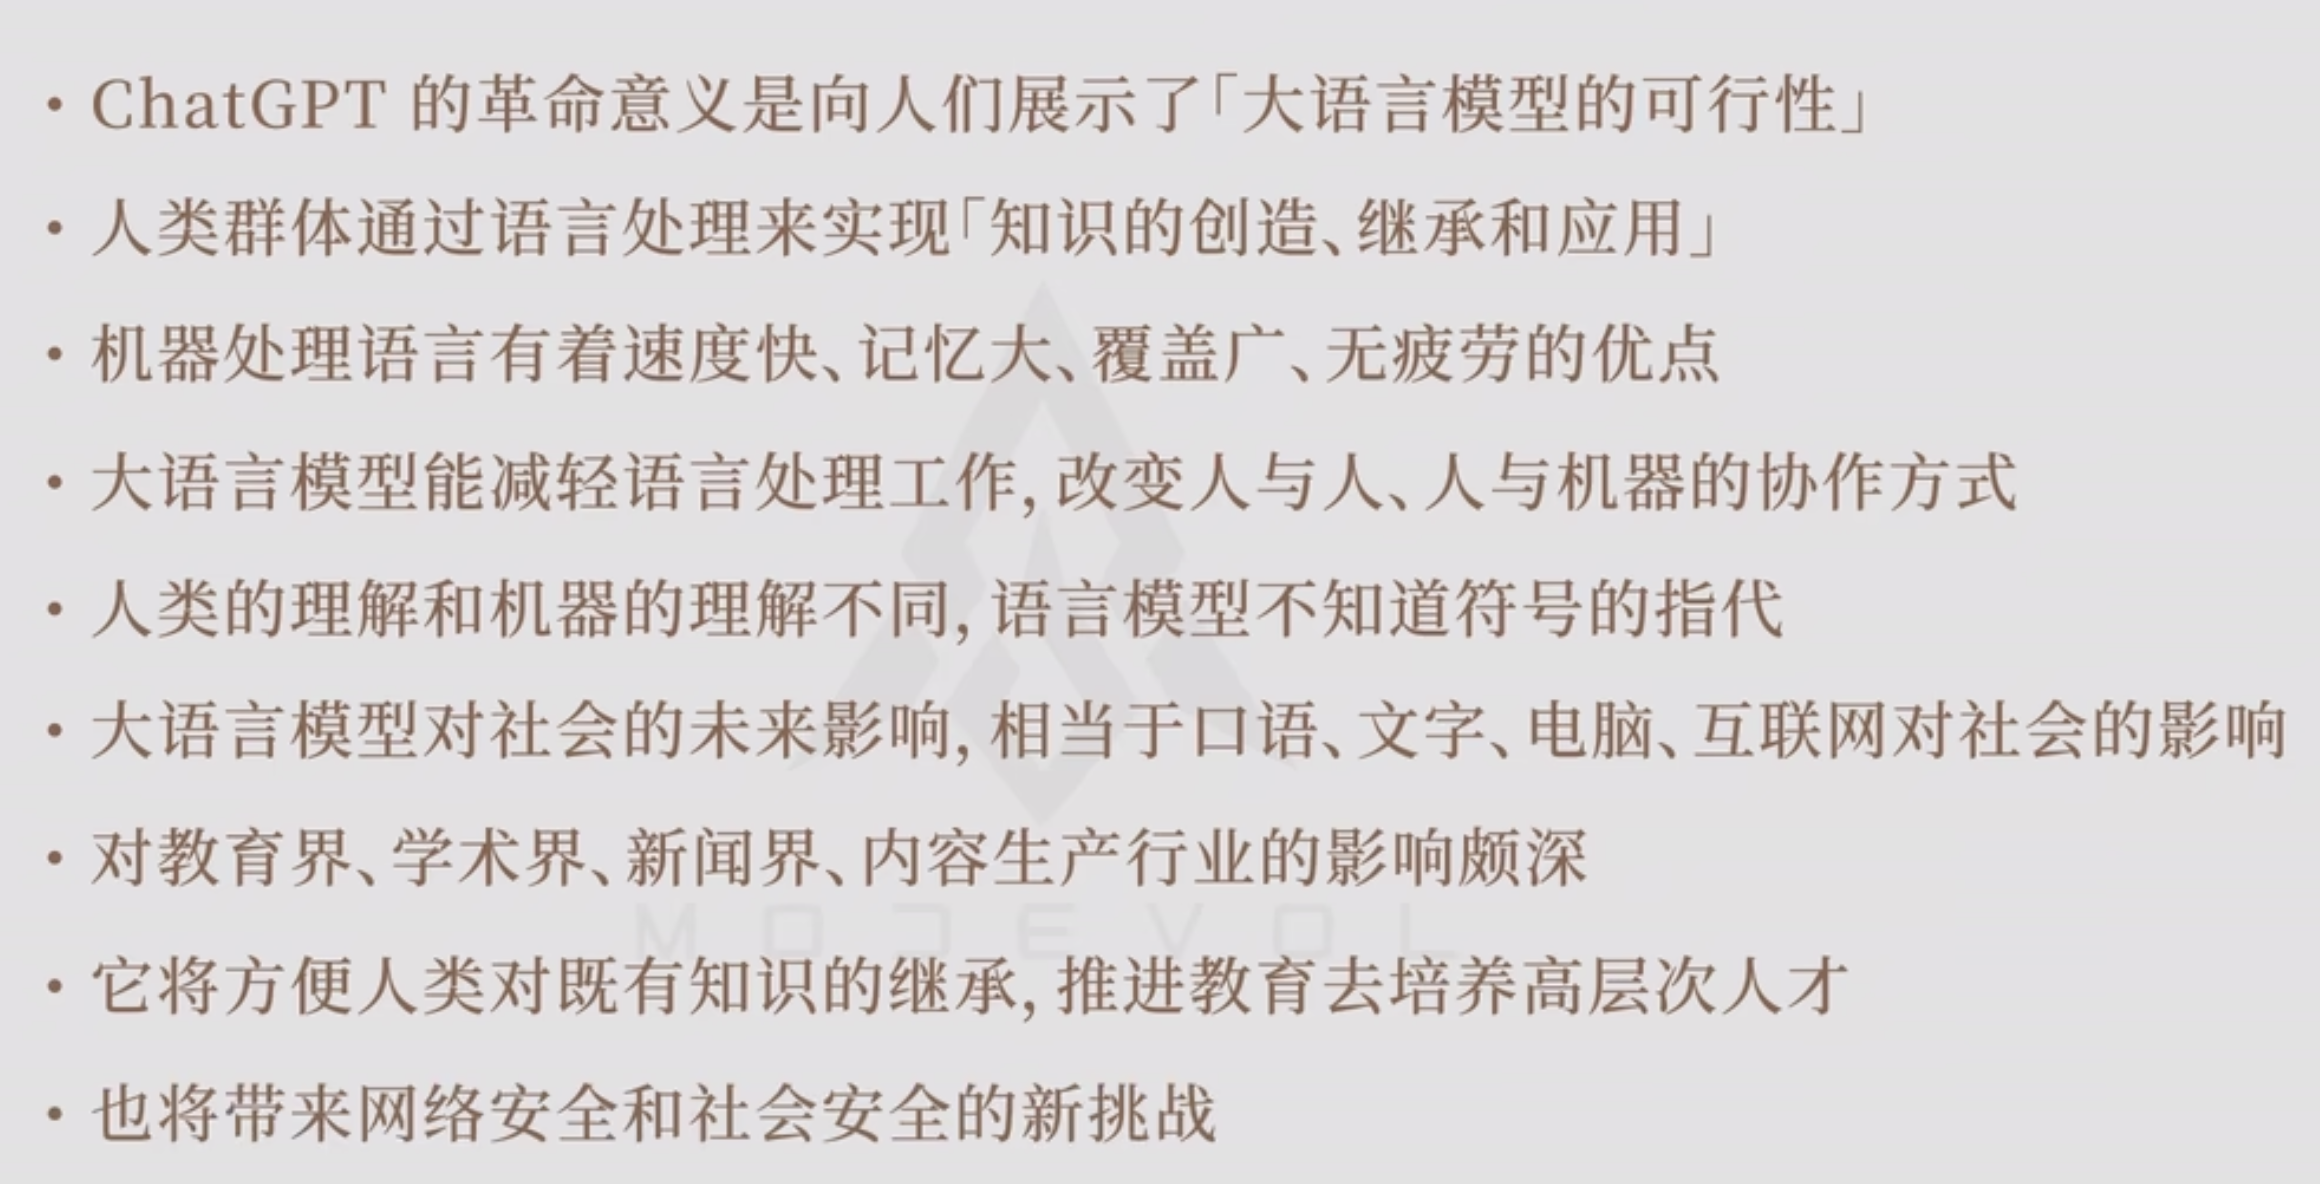 • ChatGPT 的革命意义是向人们展示了「大语言模型的可行性」
• 人类群体通过语言处理来实现「知识的创造、继承和应用」
• 机器处理语言有着速度快、记忆大、覆盖广、无疲劳的优点
• 大语言模型能减轻语言处理工作, 改变人与人、人与机器的协作方式
• 人类的理解和机器的理解不同, 语言模型不知道符号的指代
• 大语言模型对社会的未来影响, 相当于口语、文字、电脑、互联网对社会的影响
• 对教育界、学术界、新闻界、内容生产行业的影响颇深
MODEVOL
• 它将方便人类对既有知识的继承, 推进教育去培养高层次人才
• 也将带来网络安全和社会安全的新挑战